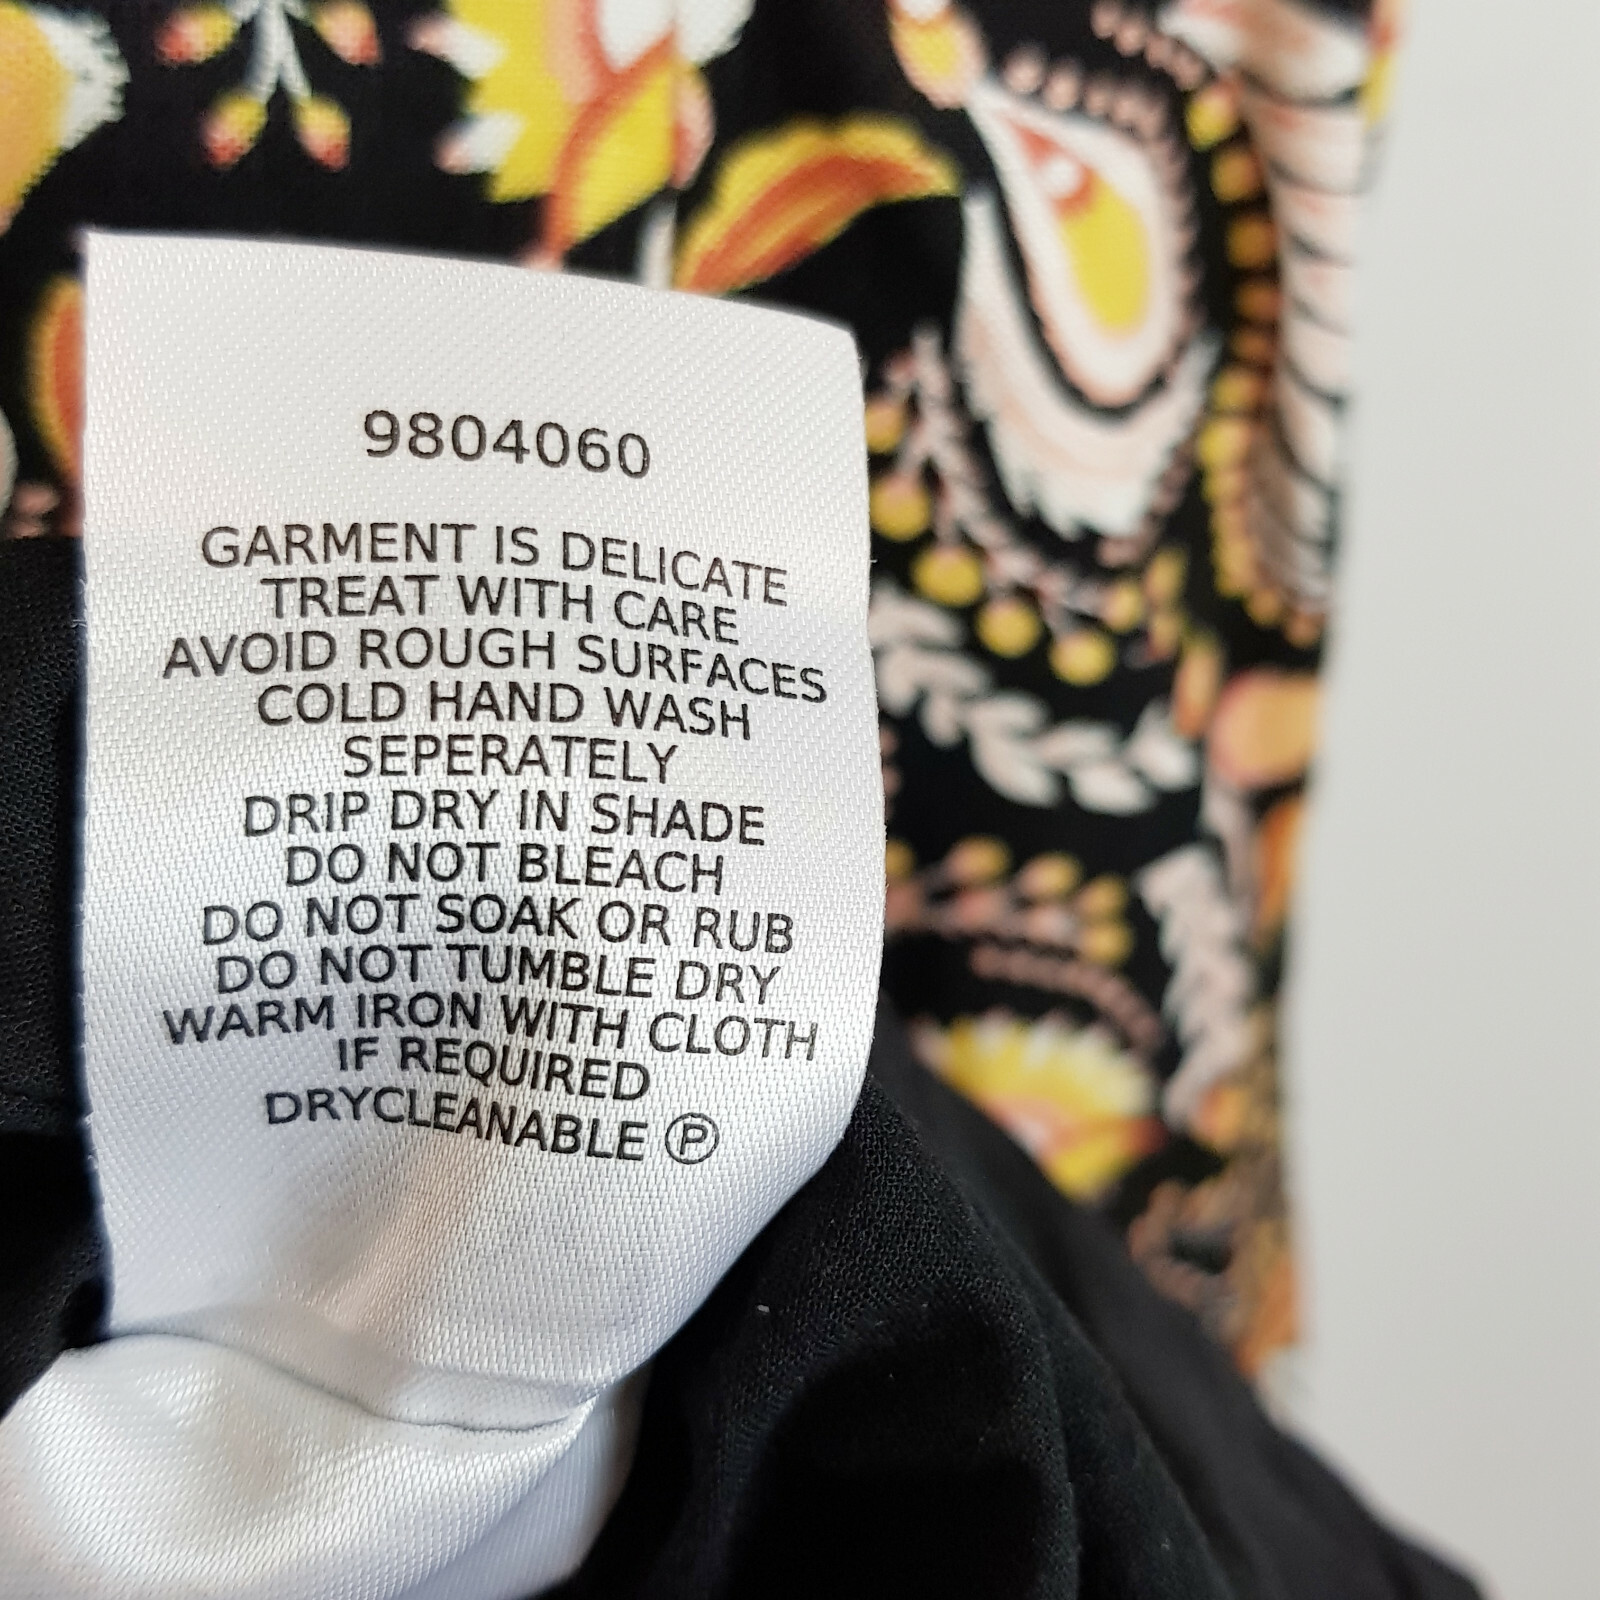 9804060
GARMENT IS DELICATE
TREAT WITH CARE
AVOID ROUGH SURFACES
COLD HAND WASH
SEPERATELY
DRIP DRY IN SHADE
DO NOT BLEACH
DO NOT SOAK OR RUB
DO NOT TUMBLE DRY
WARM IRON WITH CLOTH
IF REQUIRED
DRYCLEANABLE Ⓟ